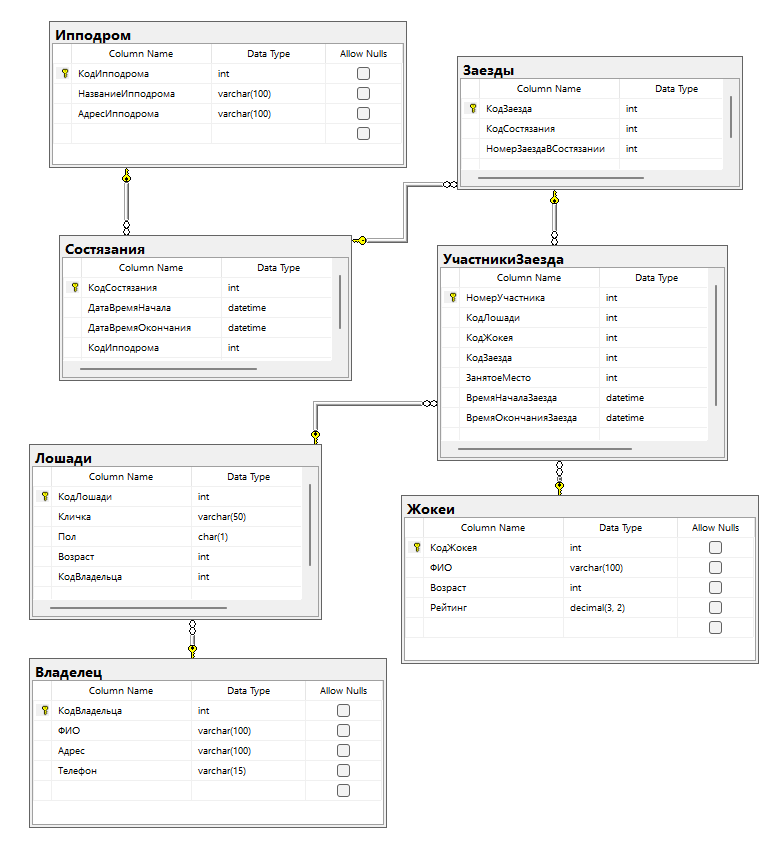 Ипподром
Column Name Data Type Allow Nulls
КодИпподрома int
НазваниеИпподрома varchar(100)
АдресИпподрома varchar(100)
Заезды
Column Name Data Type
КодЗаезда int
КодСостязания int
НомерЗаездаВСостязании int
Состязания
Column Name Data Type
КодСостязания int
ДатаВремяНачала datetime
ДатаВремяОкончания datetime
КодИпподрома int
УчастникиЗаезда
Column Name Data Type
НомерУчастника int
КодЛошади int
КодЖокея int
КодЗаезда int
ЗанятоеМесто int
ВремяНачалаЗаезда datetime
ВремяОкончанияЗаезда datetime
Лошади
Column Name Data Type
КодЛошади int
Кличка varchar(50)
Пол char(1)
Возраст int
КодВладельца int
Жокеи
Column Name Data Type Allow Nulls
КодЖокея int
ФИО varchar(100)
Возраст int
Рейтинг decimal(3, 2)
Владелец
Column Name Data Type Allow Nulls
КодВладельца int
ФИО varchar(100)
Адрес varchar(100)
Телефон varchar(15)